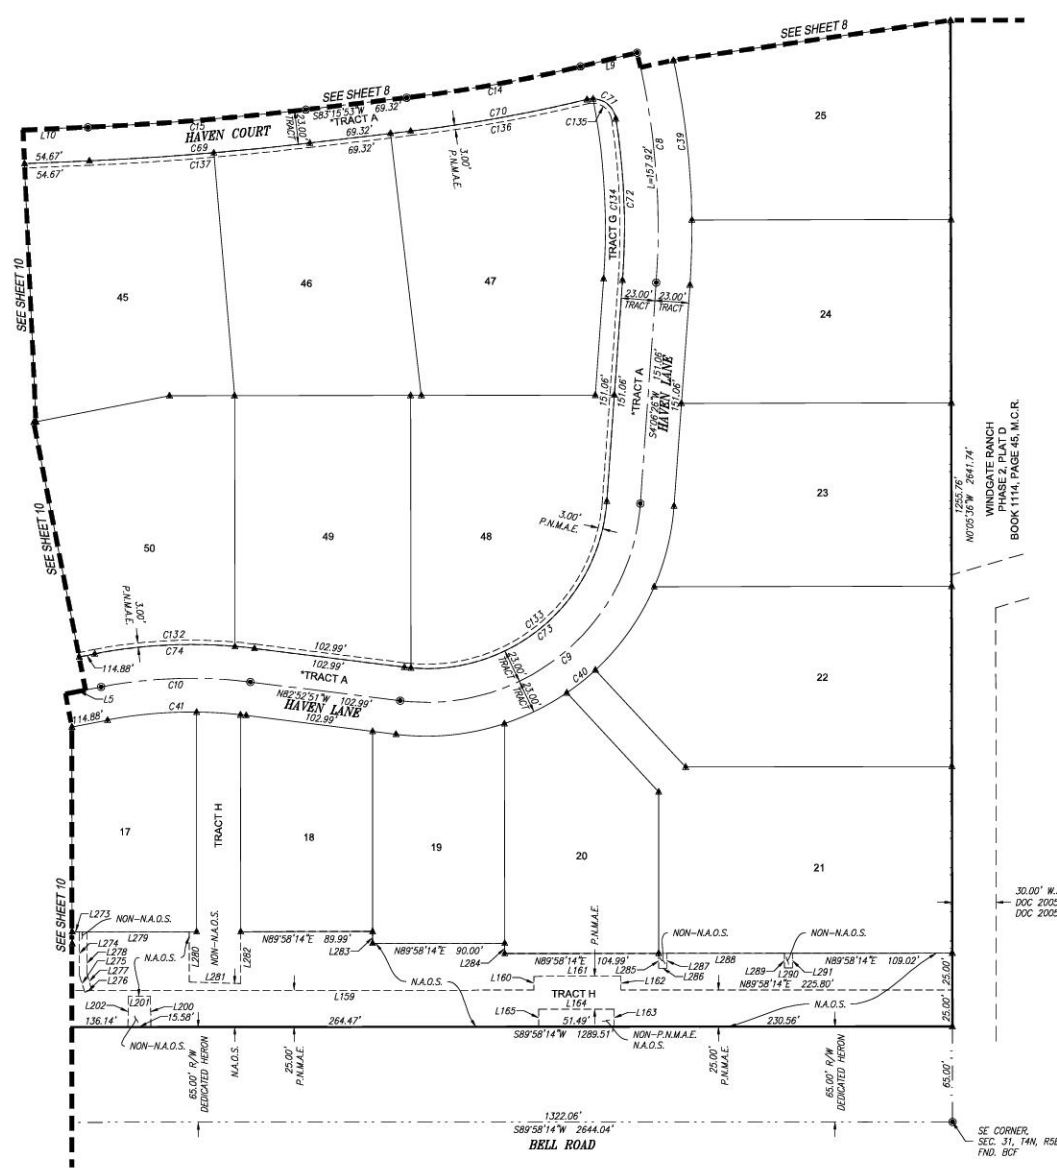 SEE SHEET 8
SEE SHEET 8
L9
C14
L10
C15
S83°15'53"W 69.32'
*TRACT A
HAVEN COURT
23.00'
TRACT
C70
C136
C71
C135
69.32'
69.32'
C69
C137
54.67'
54.67'
3.00'
P.N.M.A.E.
L=157.92'
C8
C39
25
C134
C72
TRACT G
SEE SHEET 10
45
46
47
23.00'
TRACT
23.00'
TRACT
24
*TRACT A
S4°06'26"W 151.06'
HAVEN LANE
151.06'
151.06'
151.06'
WINDGATE RANCH
PHASE 2, PLAT D
BOOK 1114, PAGE 45, M.C.R.
1255.76'
N0°05'36"W 2641.74'
23
SEE SHEET 10
50
49
48
3.00'
P.N.M.A.E.
3.00'
P.N.M.A.E.
C132
C74
102.99'
102.99'
C133
C73
C9
C40
23.00'
TRACT
23.00'
TRACT
114.88'
L5
C10
*TRACT A
N82°52'51"W 102.99'
HAVEN LANE
102.99'
22
114.88'
C41
17
TRACT H
18
19
20
21
SEE SHEET 10
L273
NON-N.A.O.S.
L279
L274
L278
L275
L277
L276
N.A.O.S.
L280
NON-N.A.O.S.
L281
L282
N89°58'14"E 89.99'
L283
N89°58'14"E 90.00'
L284
N89°58'14"E 104.99'
P.N.M.A.E.
NON-N.A.O.S.
L285
L287
L286
L288
NON-N.A.O.S.
L289
L290
L291
N89°58'14"E 109.02'
N89°58'14"E 225.80'
25.00'
25.00'
30.00' W.
DOC 2005
DOC 2005
L159
L160
L161
L162
TRACT H
L165
L164
L163
N.A.O.S.
N.A.O.S.
L202
L201
L200
136.14'
15.58'
264.47'
51.49'
S89°58'14"W 1289.51'
230.56'
NON-N.A.O.S.
NON-P.N.M.A.E.
N.A.O.S.
65.00' R/W
DEDICATED HERON
N.A.O.S.
25.00'
P.N.M.A.E.
25.00'
P.N.M.A.E.
65.00' R/W
DEDICATED HERON
65.00'
1322.06'
S89°58'14"W 2644.04'
BELL ROAD
SE CORNER,
SEC. 31, T4N, R5E
FND. BCF